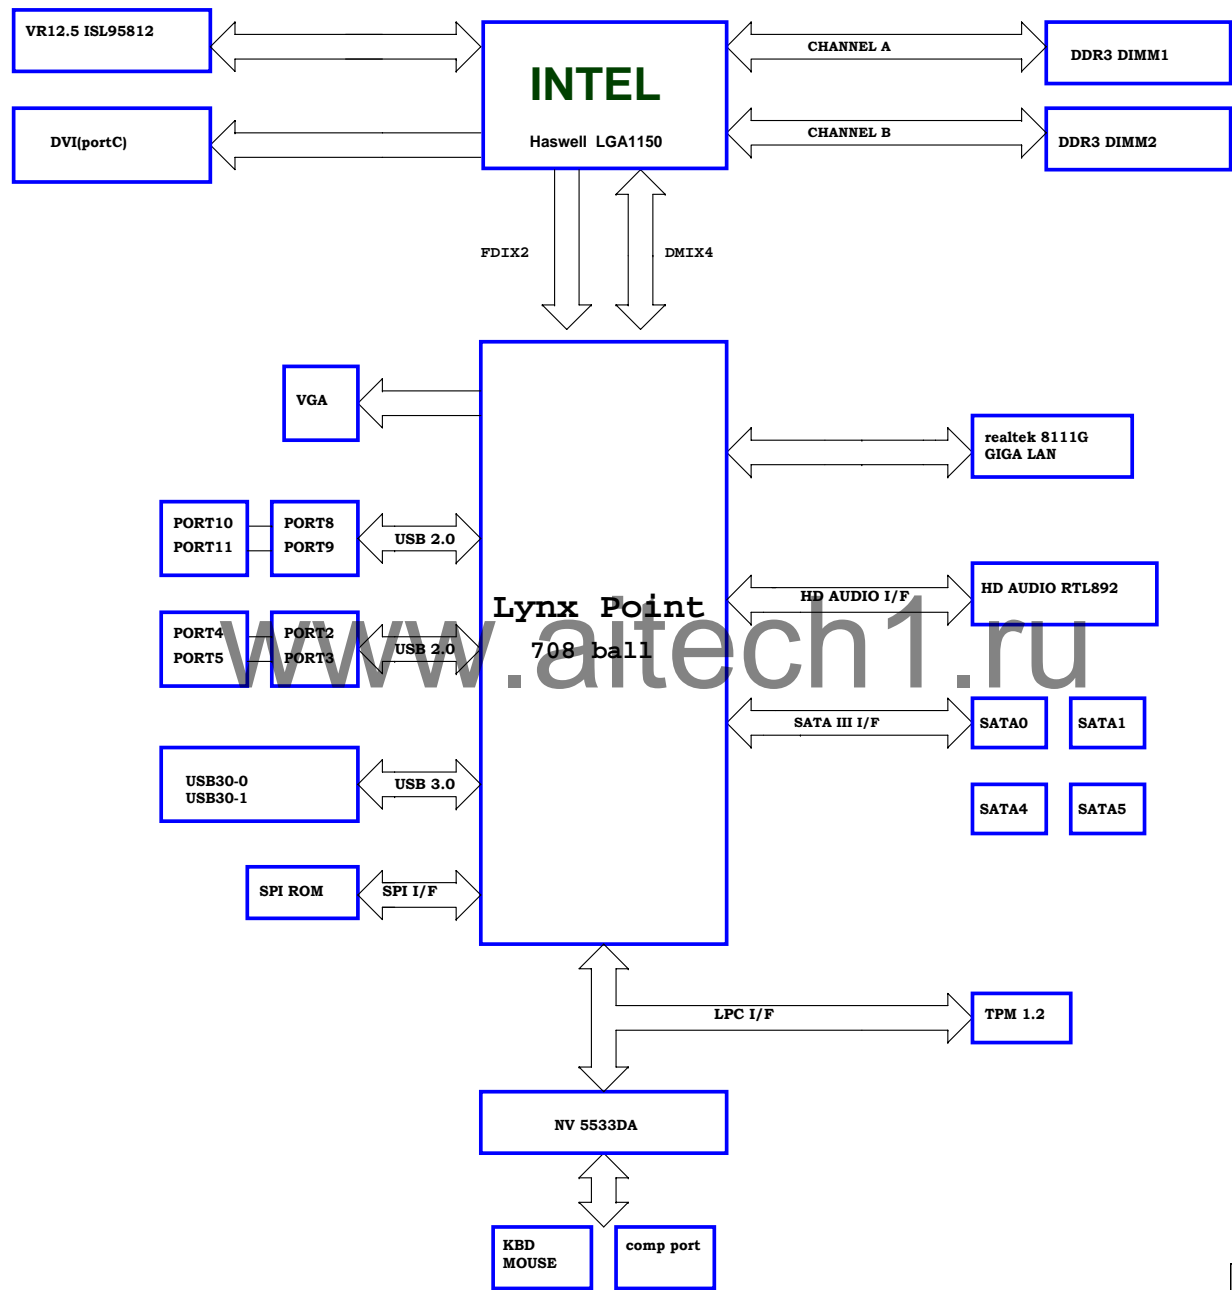 VR12.5 ISL95812
INTEL
Haswell LGA1150
CHANNEL A
DDR3 DIMM1
DVI(portC)
CHANNEL B
DDR3 DIMM2
FDIX2
DMIX4
VGA
realtek 8111G
GIGA LAN
PORT10
PORT11
PORT8
PORT9
USB 2.0
Lynx Point
708 ball
HD AUDIO I/F
HD AUDIO RTL892
PORT4
PORT5
PORT2
PORT3
USB 2.0
www.aitech1.ru
SATA III I/F
SATA0
SATA1
USB30-0
USB30-1
USB 3.0
SATA4
SATA5
SPI ROM
SPI I/F
LPC I/F
TPM 1.2
NV 5533DA
KBD
MOUSE
comp port